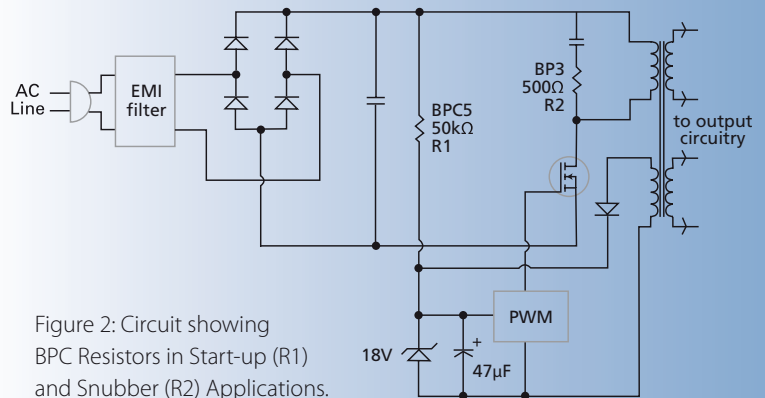 AC
Line
EMI
filter
BPC5
50kΩ
R1
BP3
500Ω
R2
to output
circuitry
PWM
18V
+
47μF
Figure 2: Circuit showing
BPC Resistors in Start-up (R1)
and Snubber (R2) Applications.